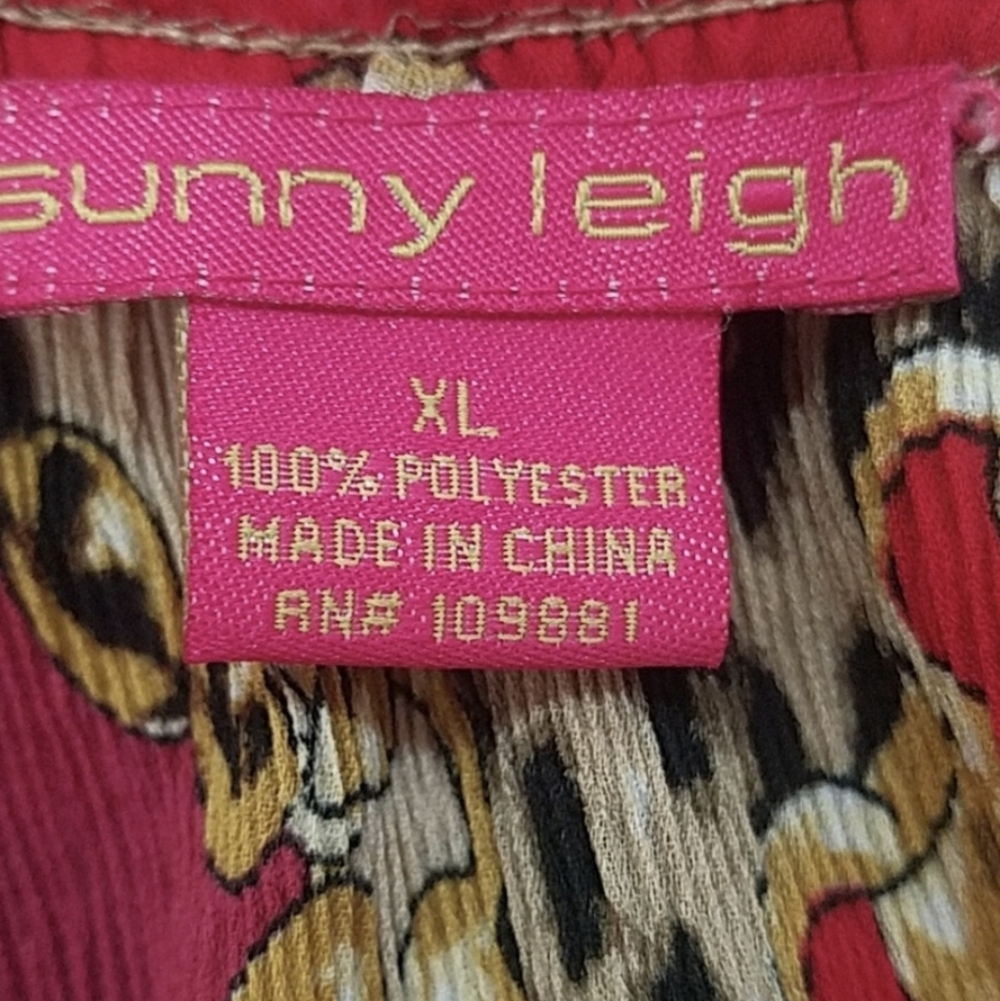 sunny leigh
XL
100% POLYESTER
MADE IN CHINA
RN# 109881